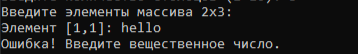 Введите элементы массива 2x3:
Элемент [1,1]: hello
Ошибка! Введите вещественное число.